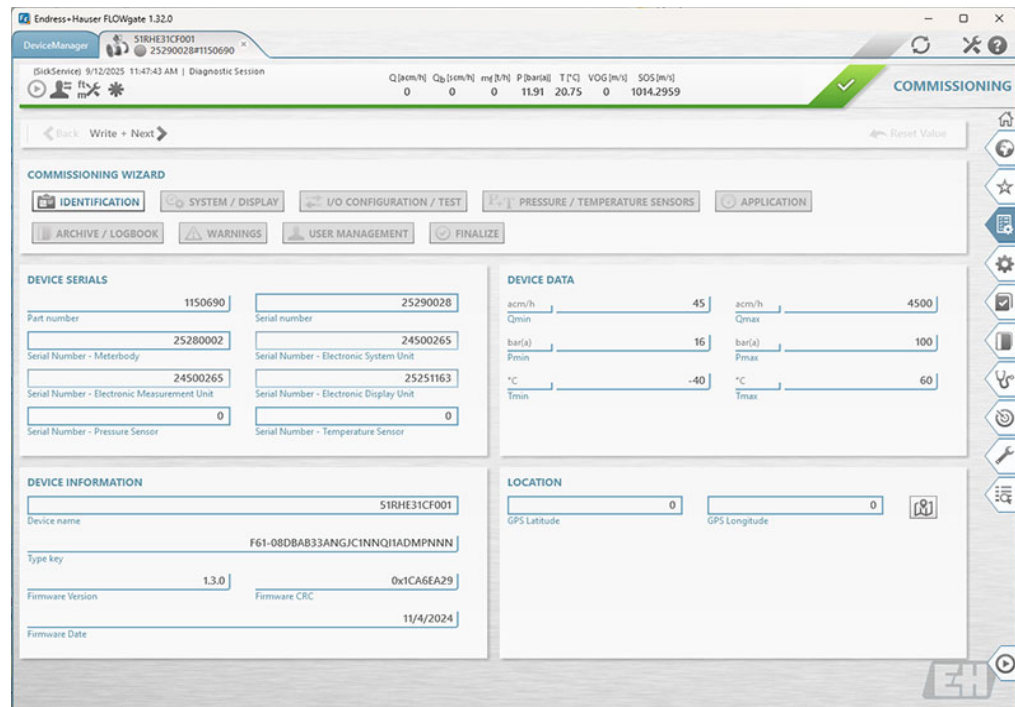 Endress+Hauser FLOWgate 1.32.0
DeviceManager
51RHE31CF001
25290028#1150690
(SickService) 9/12/2025 11:47:43 AM | Diagnostic Session
Q [acm/h] Qb [scm/h] mf [t/h] P [bar(a)] T [°C] VOG [m/s] SOS [m/s]
0 0 0 11.91 20.75 0 1014.2959
COMMISSIONING
Back Write + Next
Reset Value
COMMISSIONING WIZARD
IDENTIFICATION SYSTEM / DISPLAY I/O CONFIGURATION / TEST PRESSURE / TEMPERATURE SENSORS APPLICATION
ARCHIVE / LOGBOOK WARNINGS USER MANAGEMENT FINALIZE
DEVICE SERIALS
1150690 25290028
Part number Serial number
25280002 24500265
Serial Number - Meterbody Serial Number - Electronic System Unit
24500265 25251163
Serial Number - Electronic Measurement Unit Serial Number - Electronic Display Unit
0 0
Serial Number - Pressure Sensor Serial Number - Temperature Sensor
DEVICE DATA
acm/h 45 acm/h 4500
Qmin Qmax
bar(a) 16 bar(a) 100
Pmin Pmax
°C -40 °C 60
Tmin Tmax
DEVICE INFORMATION
51RHE31CF001
Device name
F61-08DBAB33ANGJC1NNQI1ADMPNNN
Type key
1.3.0 0x1CA6EA29
Firmware Version Firmware CRC
11/4/2024
Firmware Date
LOCATION
0 0
GPS Latitude GPS Longitude
EH